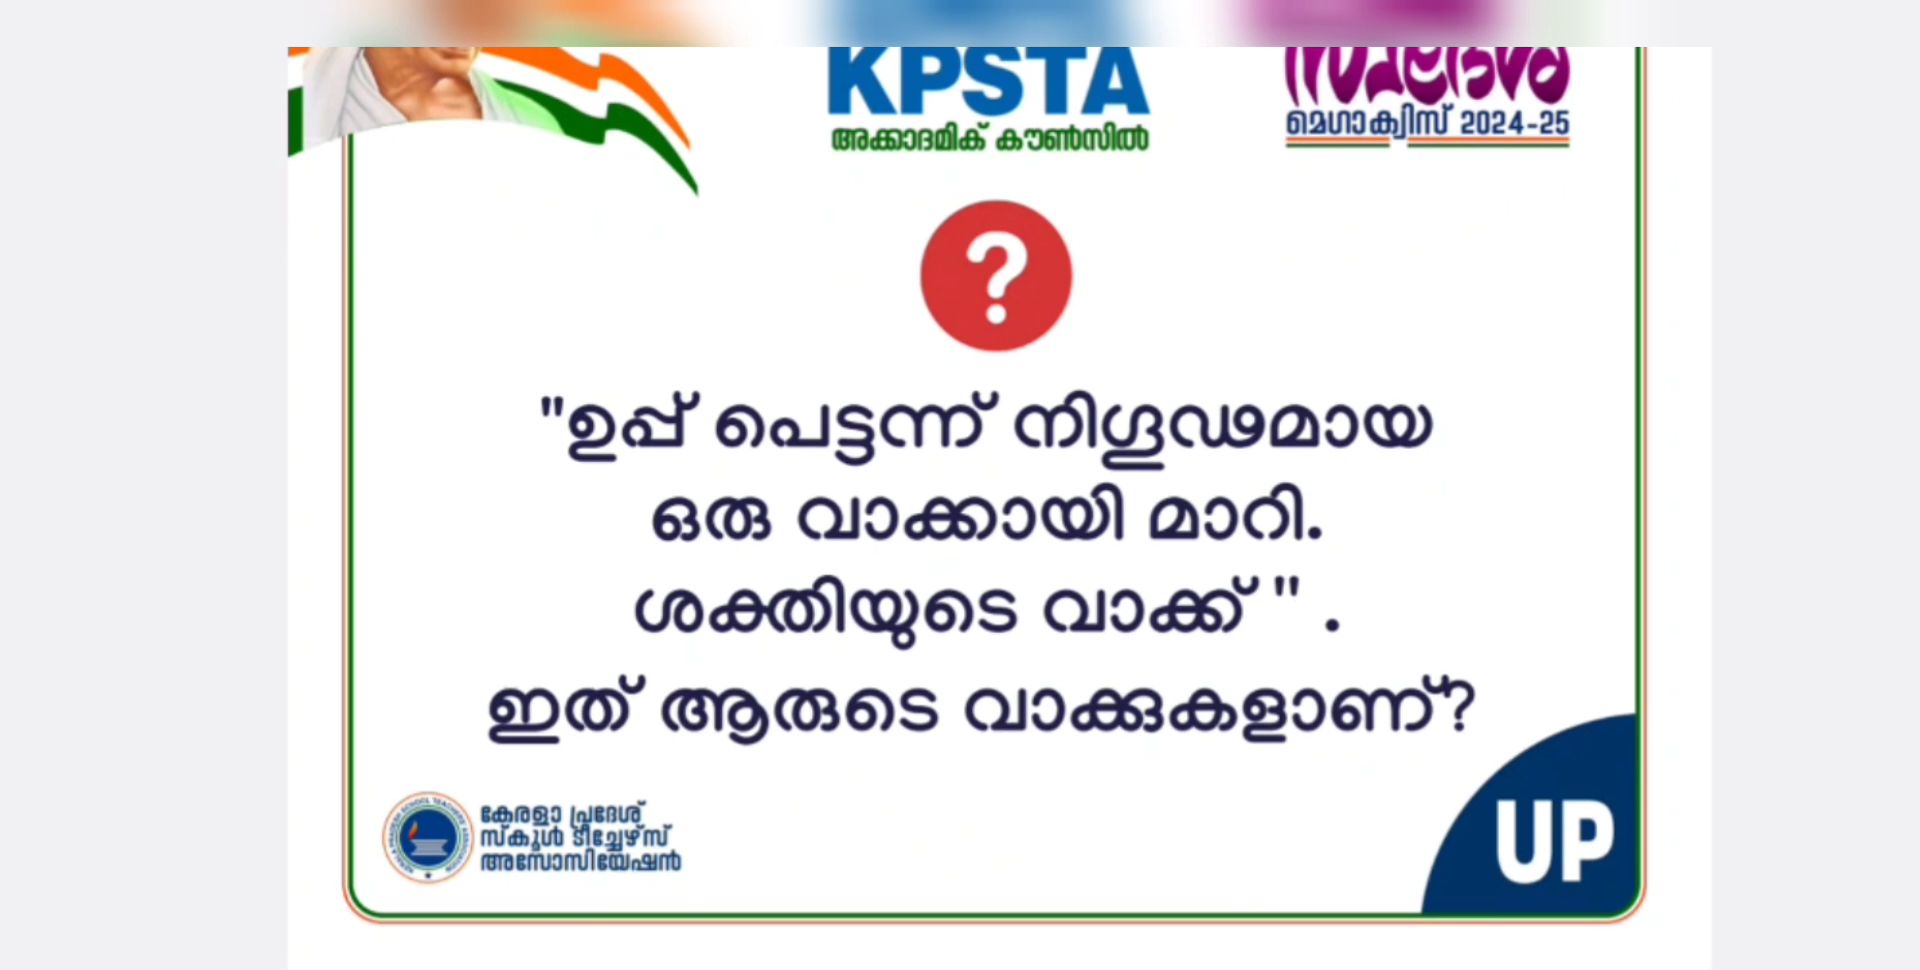 KPSTA
അക്കാദമിക് കൗൺസിൽ
സ്വദേശ്
മെഗാക്വിസ് 2024-25
?
"ഉപ്പ് പെട്ടന്ന് നിഗൂഢമായ
ഒരു വാക്കായി മാറി.
ശക്തിയുടെ വാക്ക് " .
ഇത് ആരുടെ വാക്കുകളാണ്?
കേരളാ പ്രദേശ്
സ്കൂൾ ടീച്ചേഴ്സ്
അസോസിയേഷൻ
UP